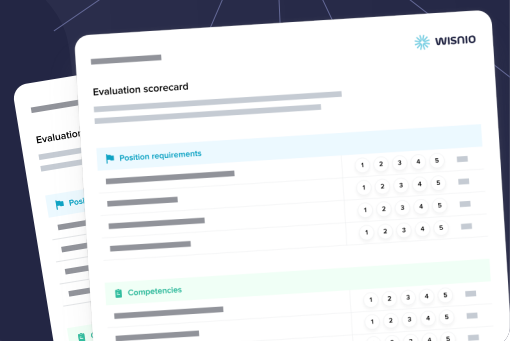 WISNIO
Evaluation scorecard
Position requirements
1 2 3 4 5
1 2 3 4 5
1 2 3 4 5
1 2 3 4 5
Competencies
1 2 3 4 5
1 2 3 4 5
3 4 5
Evaluation
Posi